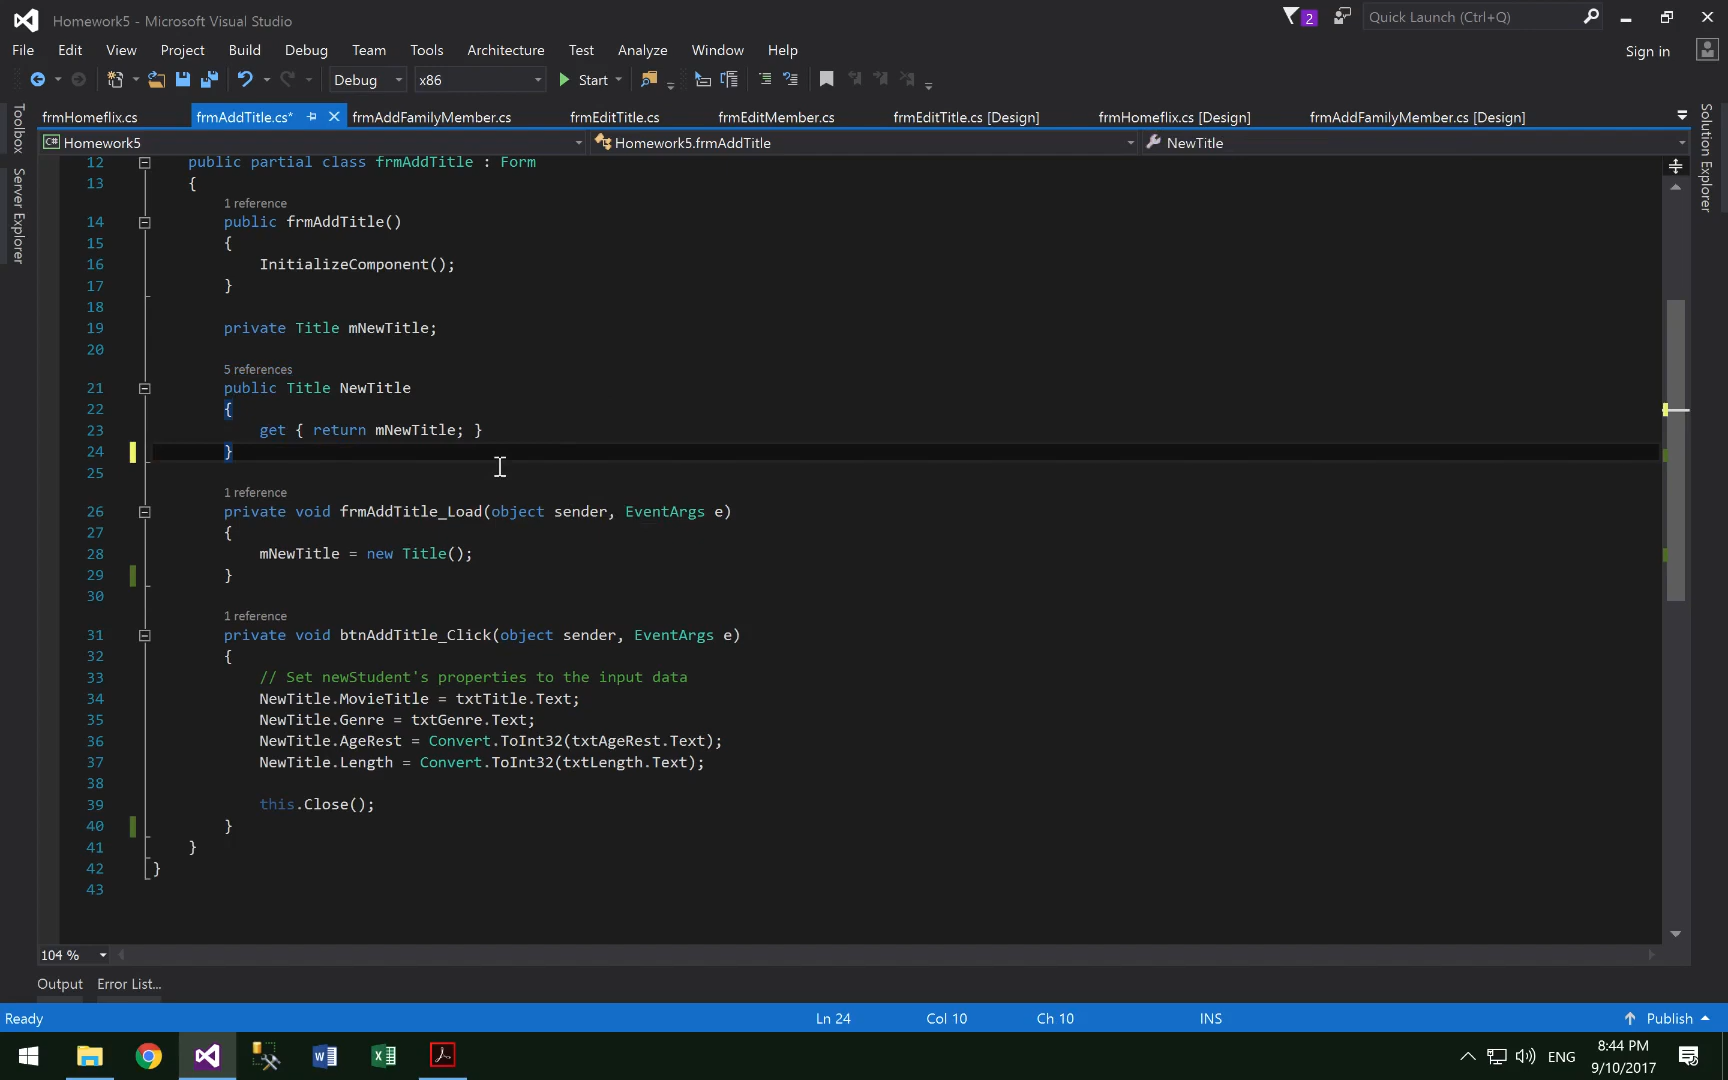 Homework5 - Microsoft Visual Studio
2
Quick Launch (Ctrl+Q)
File Edit View Project Build Debug Team Tools Architecture Test Analyze Window Help
Sign in
Debug x86 Start
frmHomeflix.cs frmAddTitle.cs* frmAddFamilyMember.cs frmEditTitle.cs frmEditMember.cs frmEditTitle.cs [Design] frmHomeflix.cs [Design] frmAddFamilyMember.cs [Design]
Toolbox
Server Explorer
Solution Explorer
C# Homework5 Homework5.frmAddTitle NewTitle
12 public partial class frmAddTitle : Form
13 {
1 reference
14 public frmAddTitle()
15 {
16 InitializeComponent();
17 }
18
19 private Title mNewTitle;
20
5 references
21 public Title NewTitle
22 {
23 get { return mNewTitle; }
24 }
25
1 reference
26 private void frmAddTitle_Load(object sender, EventArgs e)
27 {
28 mNewTitle = new Title();
29 }
30
1 reference
31 private void btnAddTitle_Click(object sender, EventArgs e)
32 {
33 // Set newStudent's properties to the input data
34 NewTitle.MovieTitle = txtTitle.Text;
35 NewTitle.Genre = txtGenre.Text;
36 NewTitle.AgeRest = Convert.ToInt32(txtAgeRest.Text);
37 NewTitle.Length = Convert.ToInt32(txtLength.Text);
38
39 this.Close();
40 }
41 }
42 }
43
104 %
Output Error List...
Ready Ln 24 Col 10 Ch 10 INS Publish
ENG 8:44 PM
9/10/2017